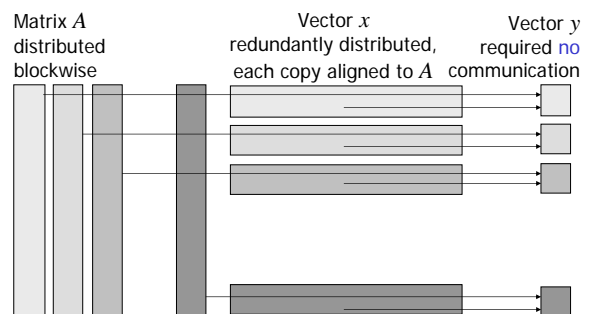 Matrix A
distributed
blockwise
Vector x
redundantly distributed,
each copy aligned to A
Vector y
required no
communication